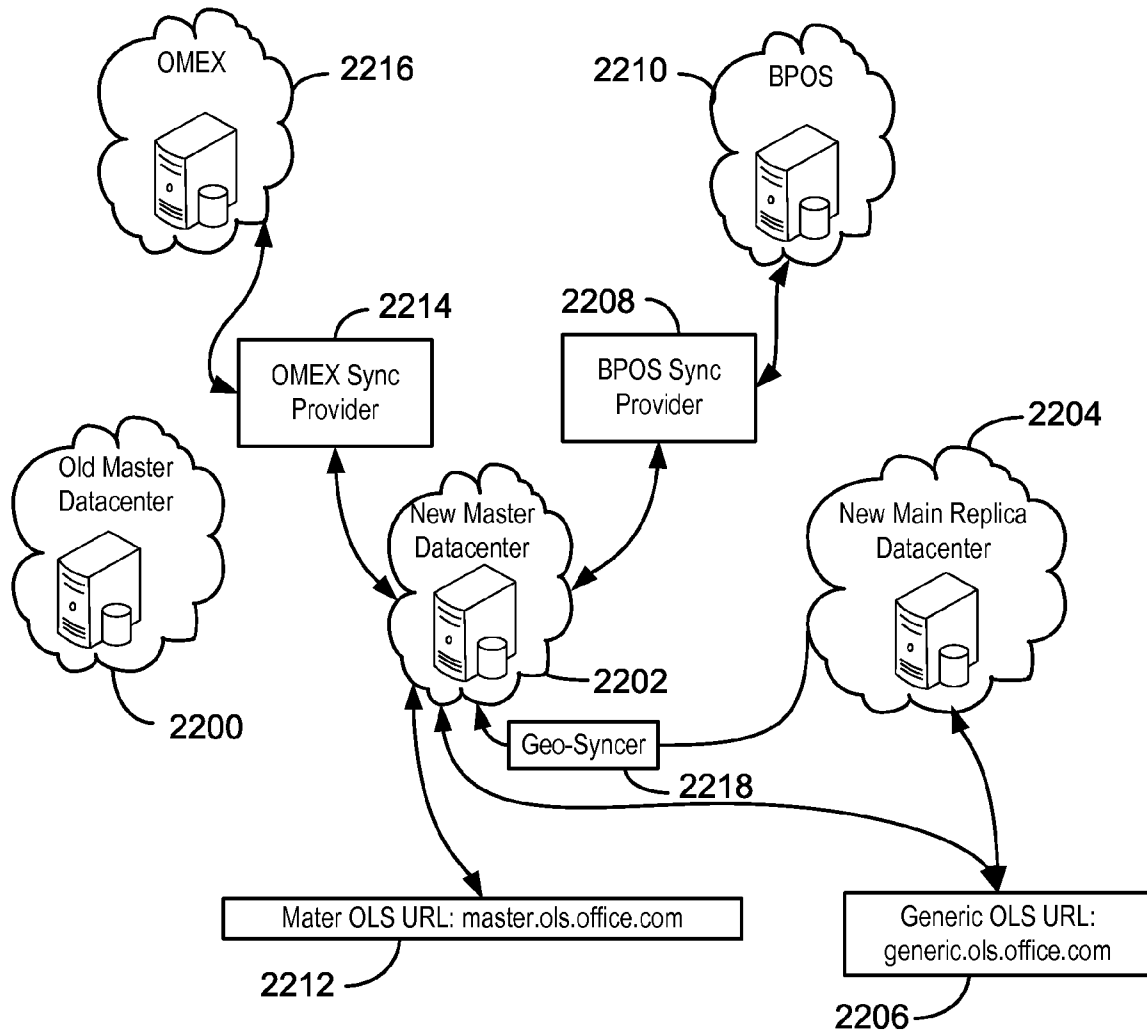 OMEX
2216
2210
BPOS
2214
OMEX Sync
Provider
2208
BPOS Sync
Provider
2204
Old Master
Datacenter
New Master
Datacenter
New Main Replica
Datacenter
2200
2202
Geo-Syncer
2218
Mater OLS URL: master.ols.office.com
2212
Generic OLS URL:
generic.ols.office.com
2206